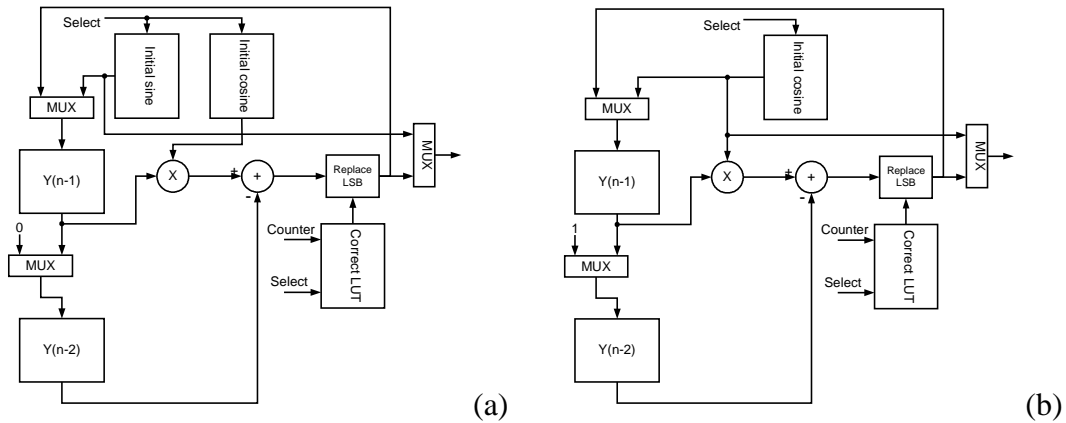 Select
Initial sine
Initial cosine
MUX
MUX
Y(n-1)
X
+
+
-
Replace
LSB
0
MUX
Counter
Select
Correct LUT
Y(n-2)
(a)
Select
Initial cosine
MUX
MUX
Y(n-1)
X
+
+
-
Replace
LSB
1
MUX
Counter
Select
Correct LUT
Y(n-2)
(b)